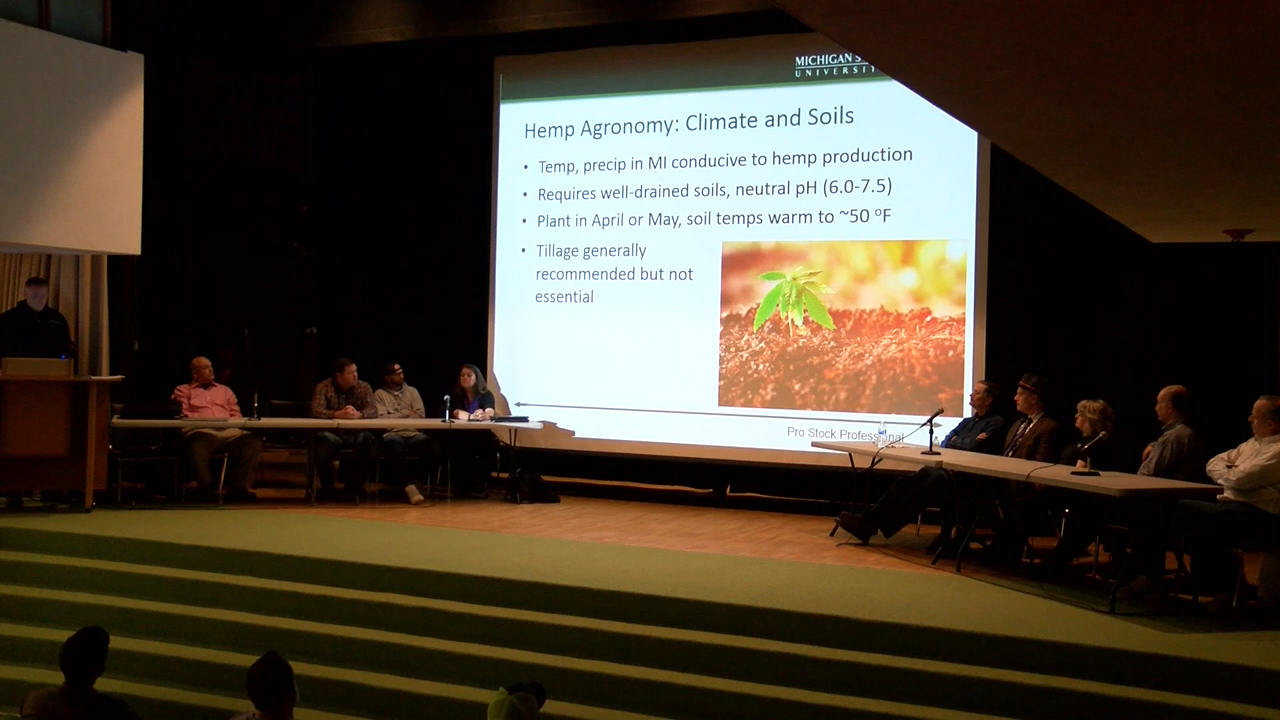 MICHIGAN
UNIVERSIT
Hemp Agronomy: Climate and Soils
• Temp, precip in MI conducive to hemp production
• Requires well-drained soils, neutral pH (6.0-7.5)
• Plant in April or May, soil temps warm to ~50 °F
• Tillage generally
recommended but not
essential
Pro Stock Professional